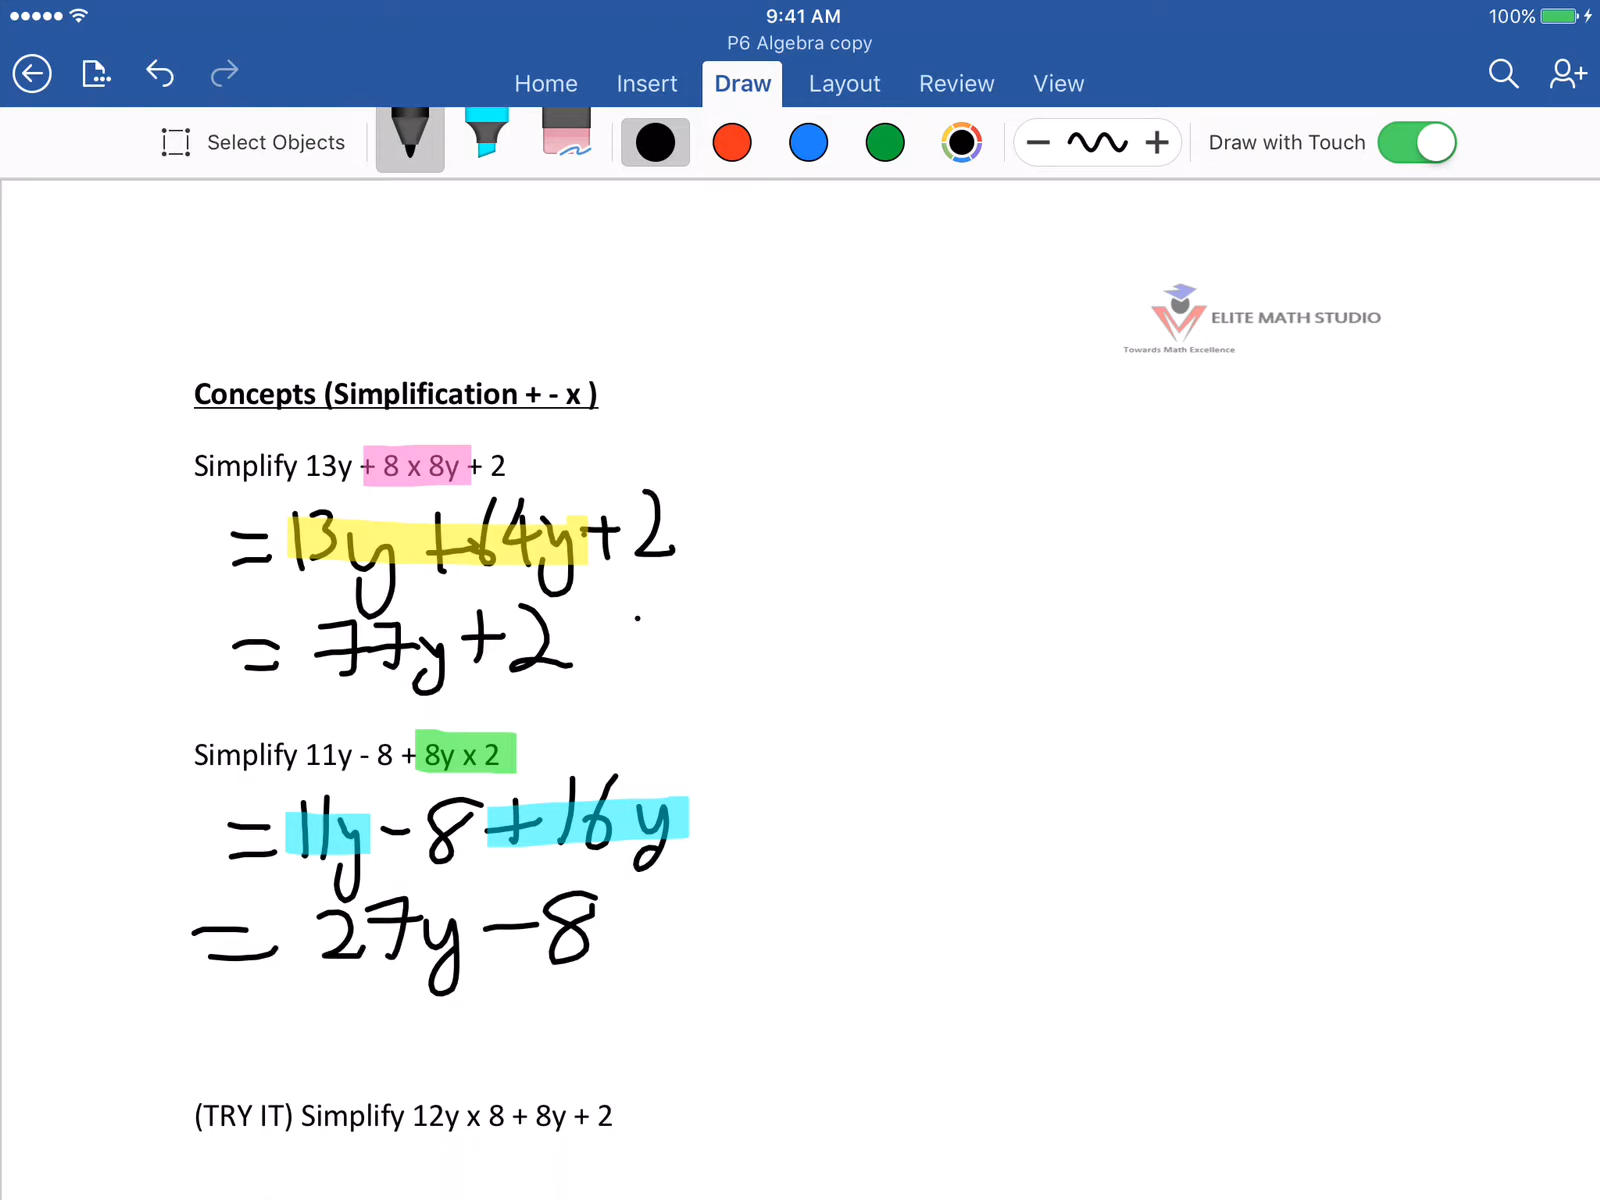 9:41 AM
100%
P6 Algebra copy
Home Insert Draw Layout Review View
Select Objects
Draw with Touch
ELITE MATH STUDIO
Towards Math Excellence
Concepts (Simplification + - x )
Simplify 13y + 8 x 8y + 2
= 13y + 64y + 2
= 77y + 2
Simplify 11y - 8 + 8y x 2
= 11y - 8 + 16y
= 27y - 8
(TRY IT) Simplify 12y x 8 + 8y + 2